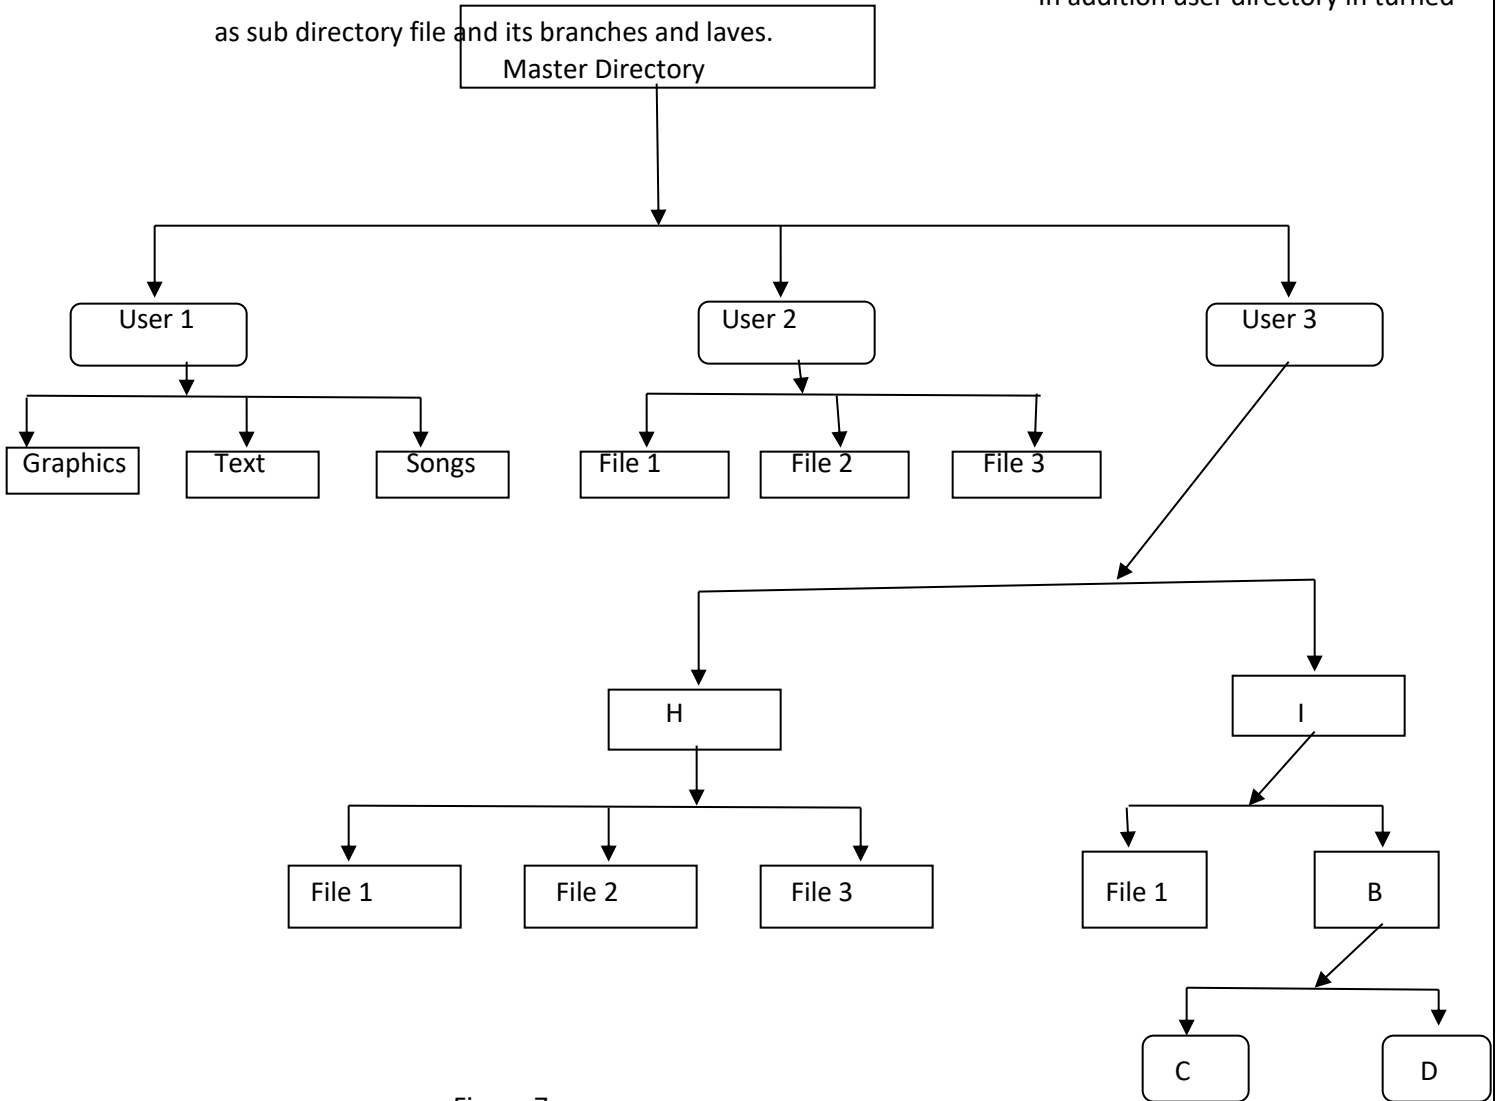 in addition user directory in turned
as sub directory file and its branches and laves.
Master Directory
User 1
User 2
User 3
Graphics
Text
Songs
File 1
File 2
File 3
H
I
File 1
File 2
File 3
File 1
B
C
D